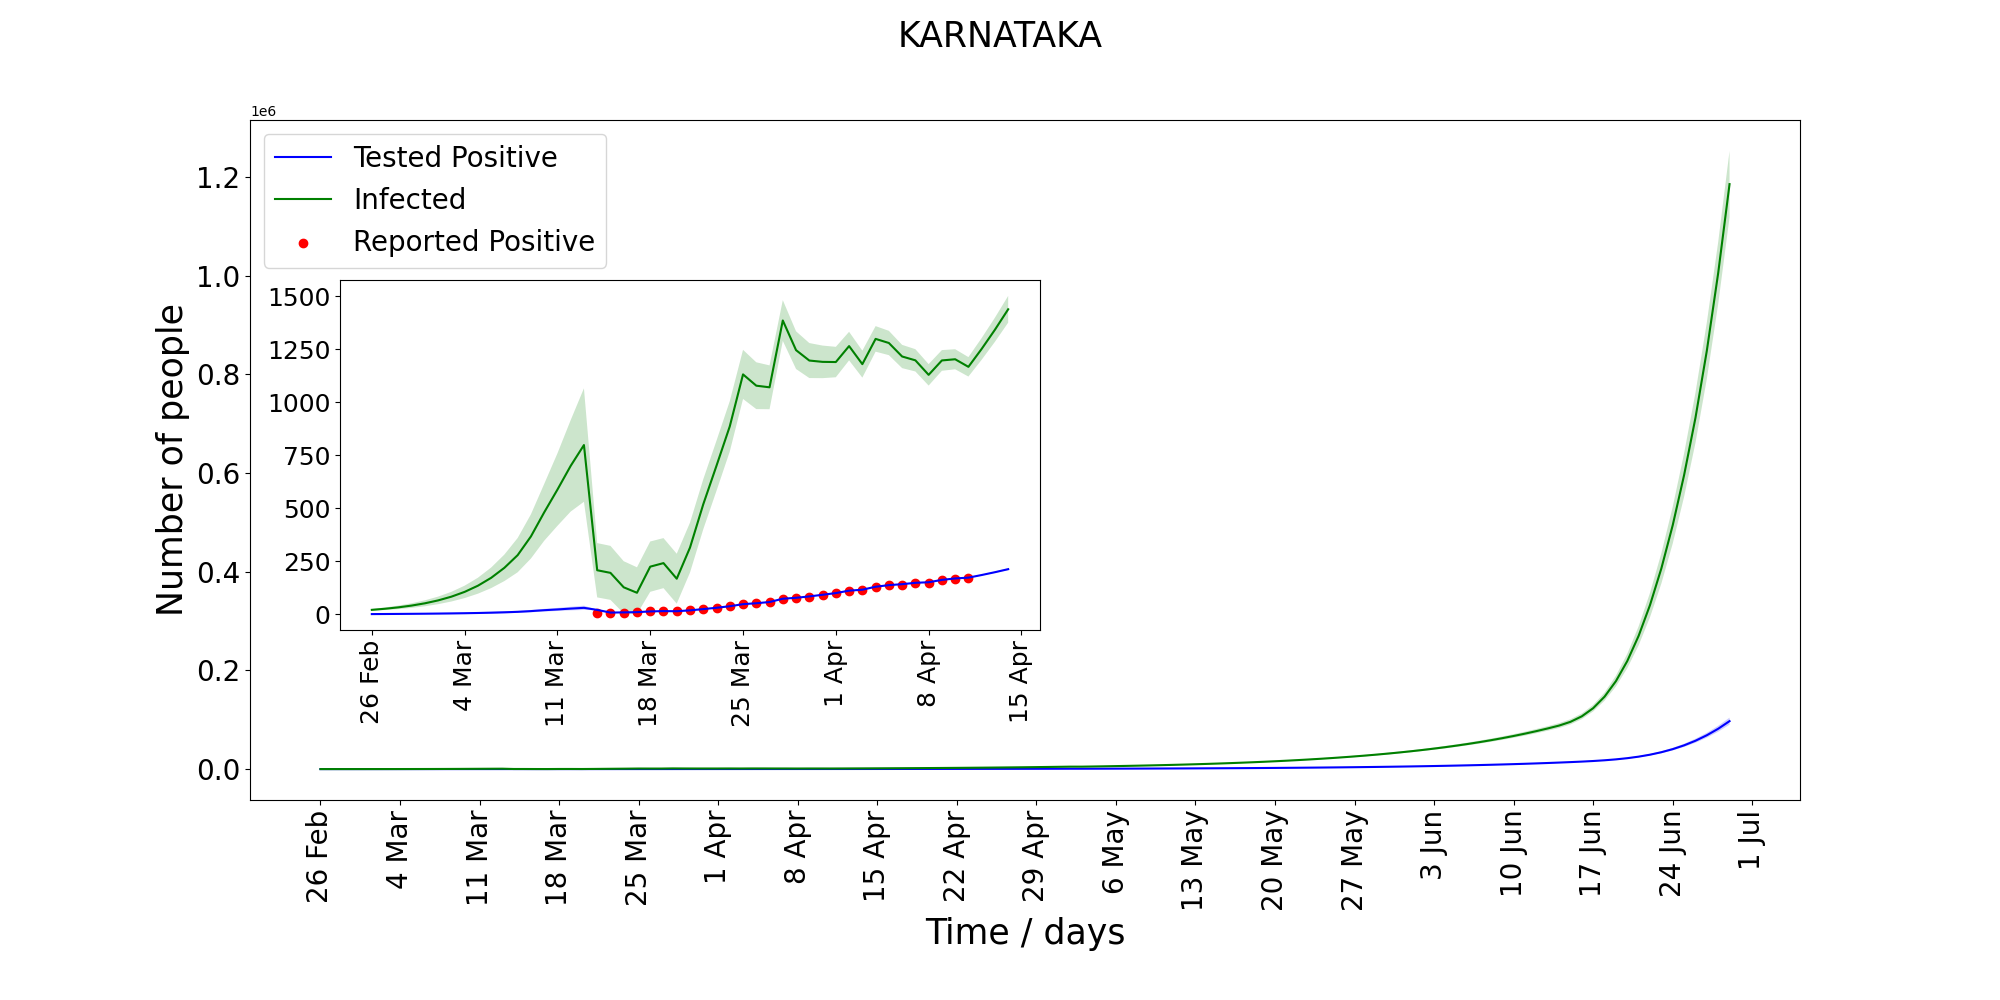 KARNATAKA
1e6
Tested Positive
Infected
Reported Positive
Number of people
1.2
1.0
0.8
0.6
0.4
0.2
0.0
1500
1250
1000
750
500
250
0
26 Feb
4 Mar
11 Mar
18 Mar
25 Mar
1 Apr
8 Apr
15 Apr
26 Feb
4 Mar
11 Mar
18 Mar
25 Mar
1 Apr
8 Apr
15 Apr
22 Apr
29 Apr
6 May
13 May
20 May
27 May
3 Jun
10 Jun
17 Jun
24 Jun
1 Jul
Time / days